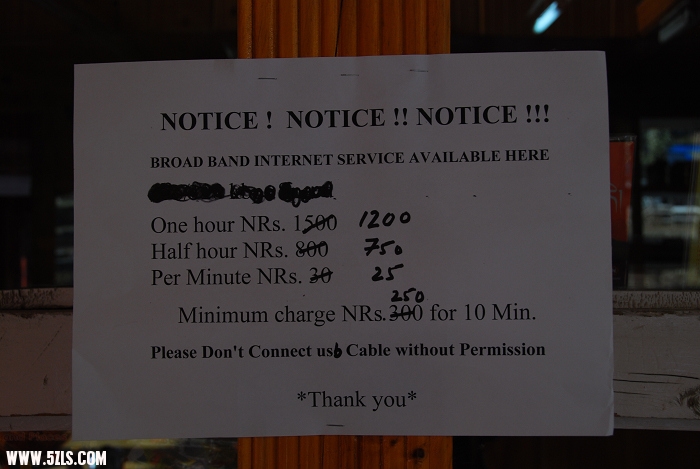 NOTICE ! NOTICE !! NOTICE !!!
BROAD BAND INTERNET SERVICE AVAILABLE HERE
One hour NRs. 1500 1200
Half hour NRs. 800 750
Per Minute NRs. 30 25
250
Minimum charge NRs. 300 for 10 Min.
Please Don't Connect usb Cable without Permission
*Thank you*
WWW.5ZLS.COM